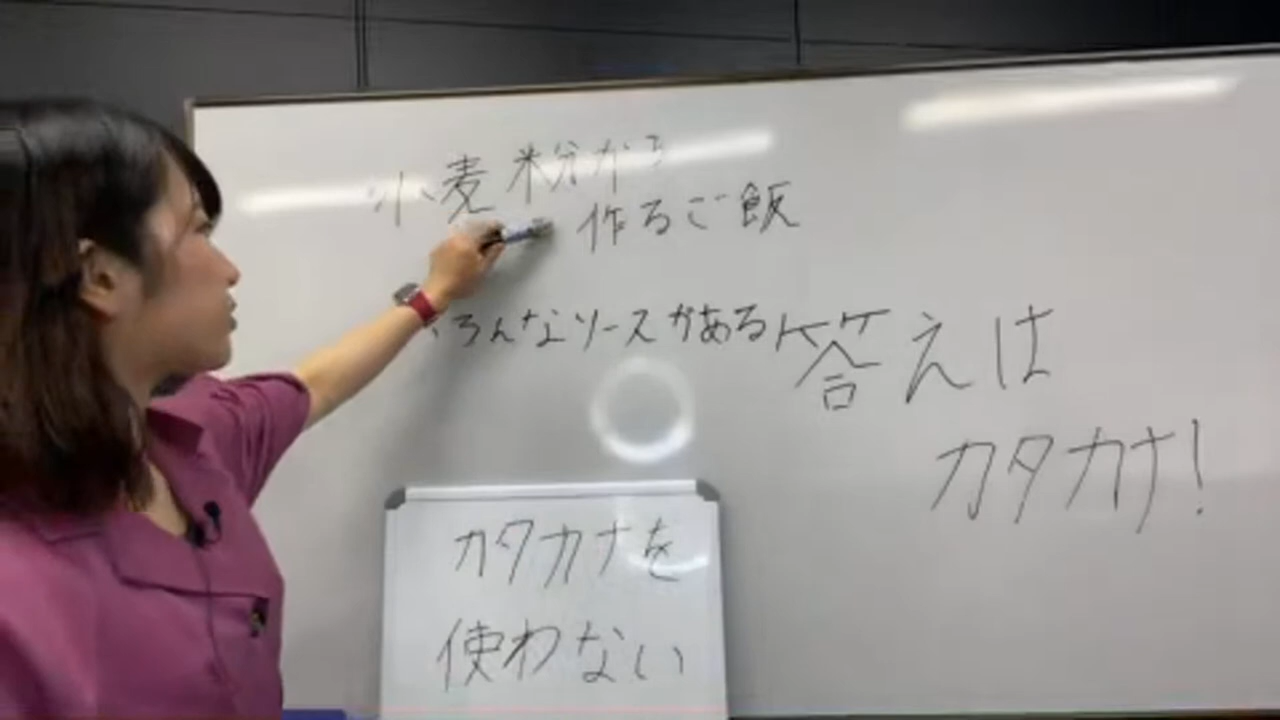 小麦粉から
作るご飯
ろんなソースがある
答えは
カタカナ!
カタカナを
使わない